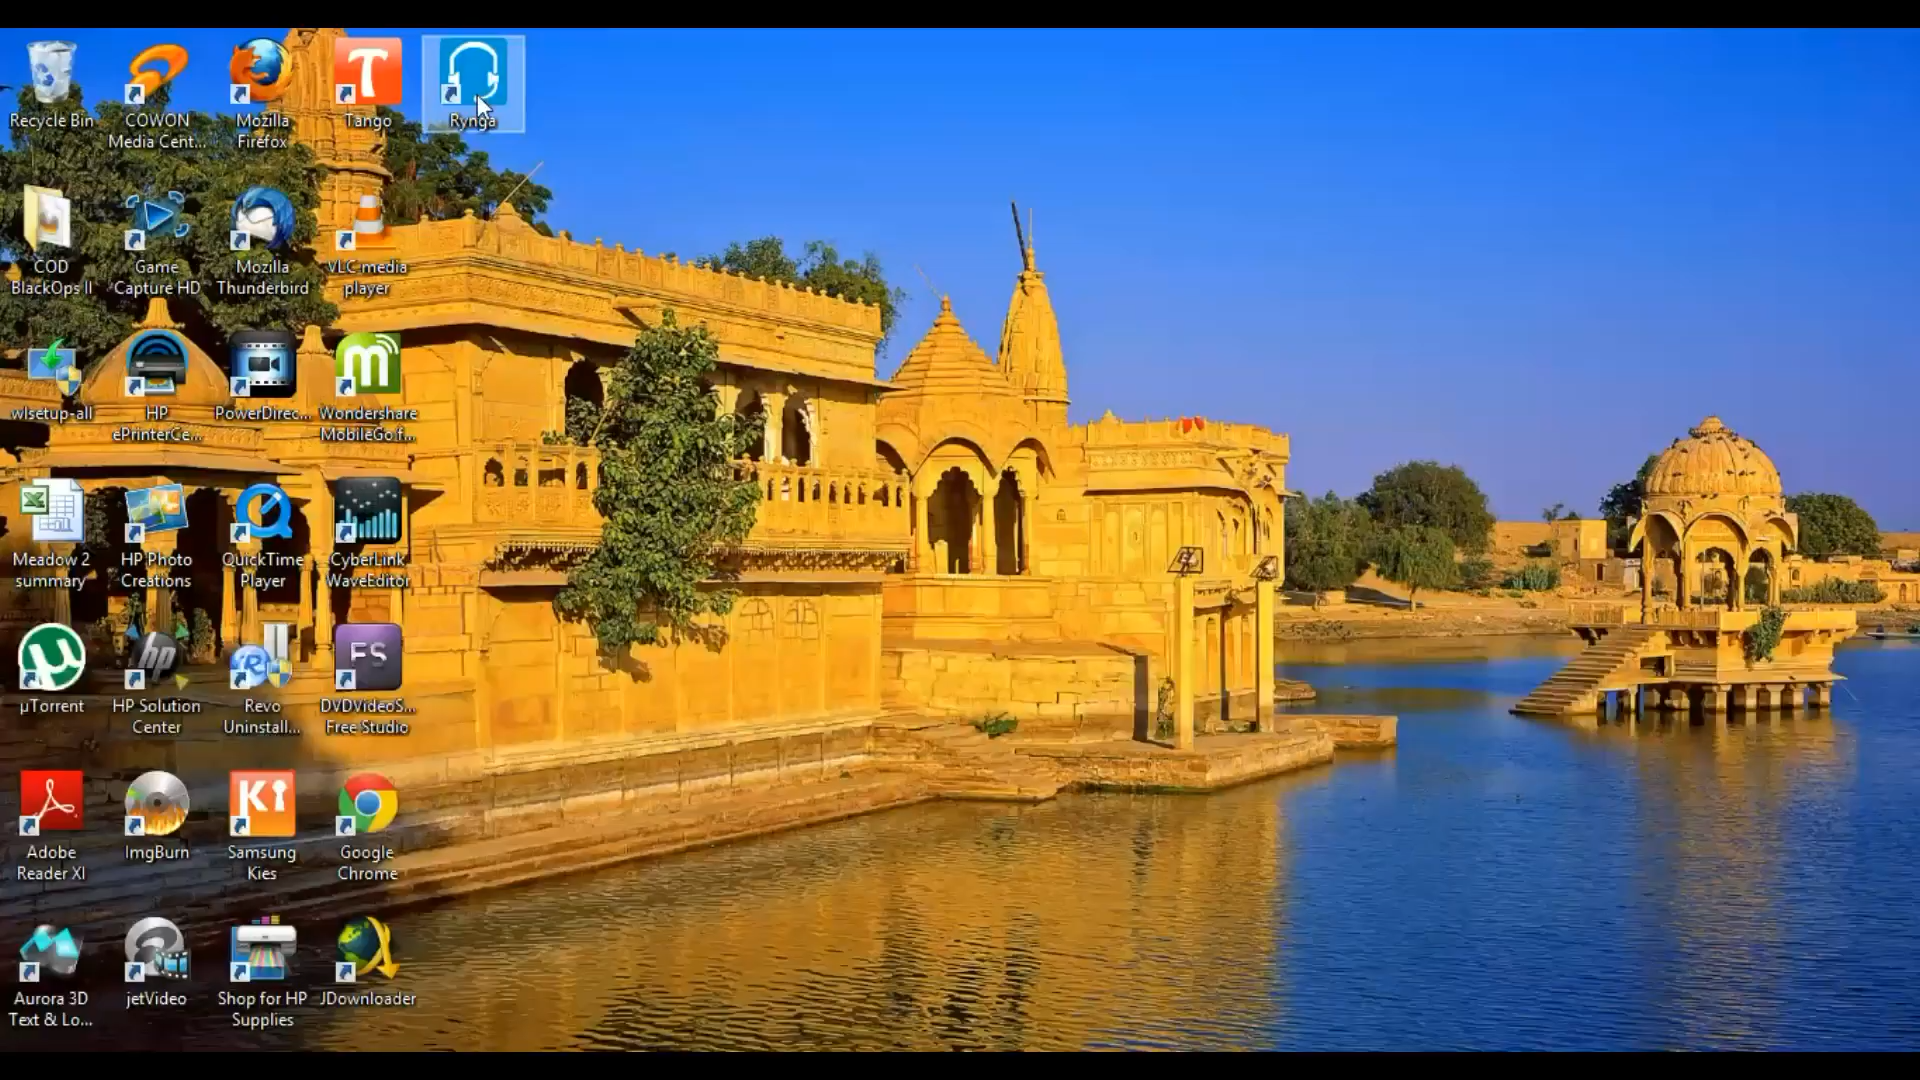 Recycle Bin
COWON
Media Cent...
Mozilla
Firefox
T
Tango
Rynga
COD
BlackOps II
Game
Capture HD
Mozilla
Thunderbird
VLC media
player
wlsetup-all
HP
ePrinterCe...
PowerDirec...
m
Wondershare
MobileGo f...
Meadow 2
summary
HP Photo
Creations
QuickTime
Player
CyberLink
WaveEditor
µ
µTorrent
hp
HP Solution
Center
R
Revo
Uninstall...
FS
DVDVideoS...
Free Studio
Adobe
Reader XI
ImgBurn
Samsung
Kies
Google
Chrome
Aurora 3D
Text & Lo...
jetVideo
Shop for HP
Supplies
JDownloader